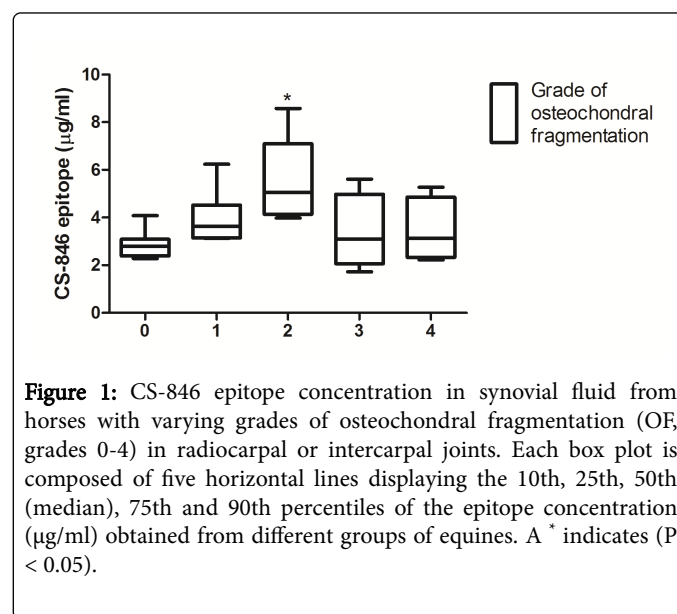 10
8
6
4
2
0
CS-846 epitope (µg/ml)
*
0 1 2 3 4
Grade of
osteochondral
fragmentation
Figure 1: CS-846 epitope concentration in synovial fluid from
horses with varying grades of osteochondral fragmentation (OF,
grades 0-4) in radiocarpal or intercarpal joints. Each box plot is
composed of five horizontal lines displaying the 10th, 25th, 50th
(median), 75th and 90th percentiles of the epitope concentration
(µg/ml) obtained from different groups of equines. A * indicates (P
< 0.05).